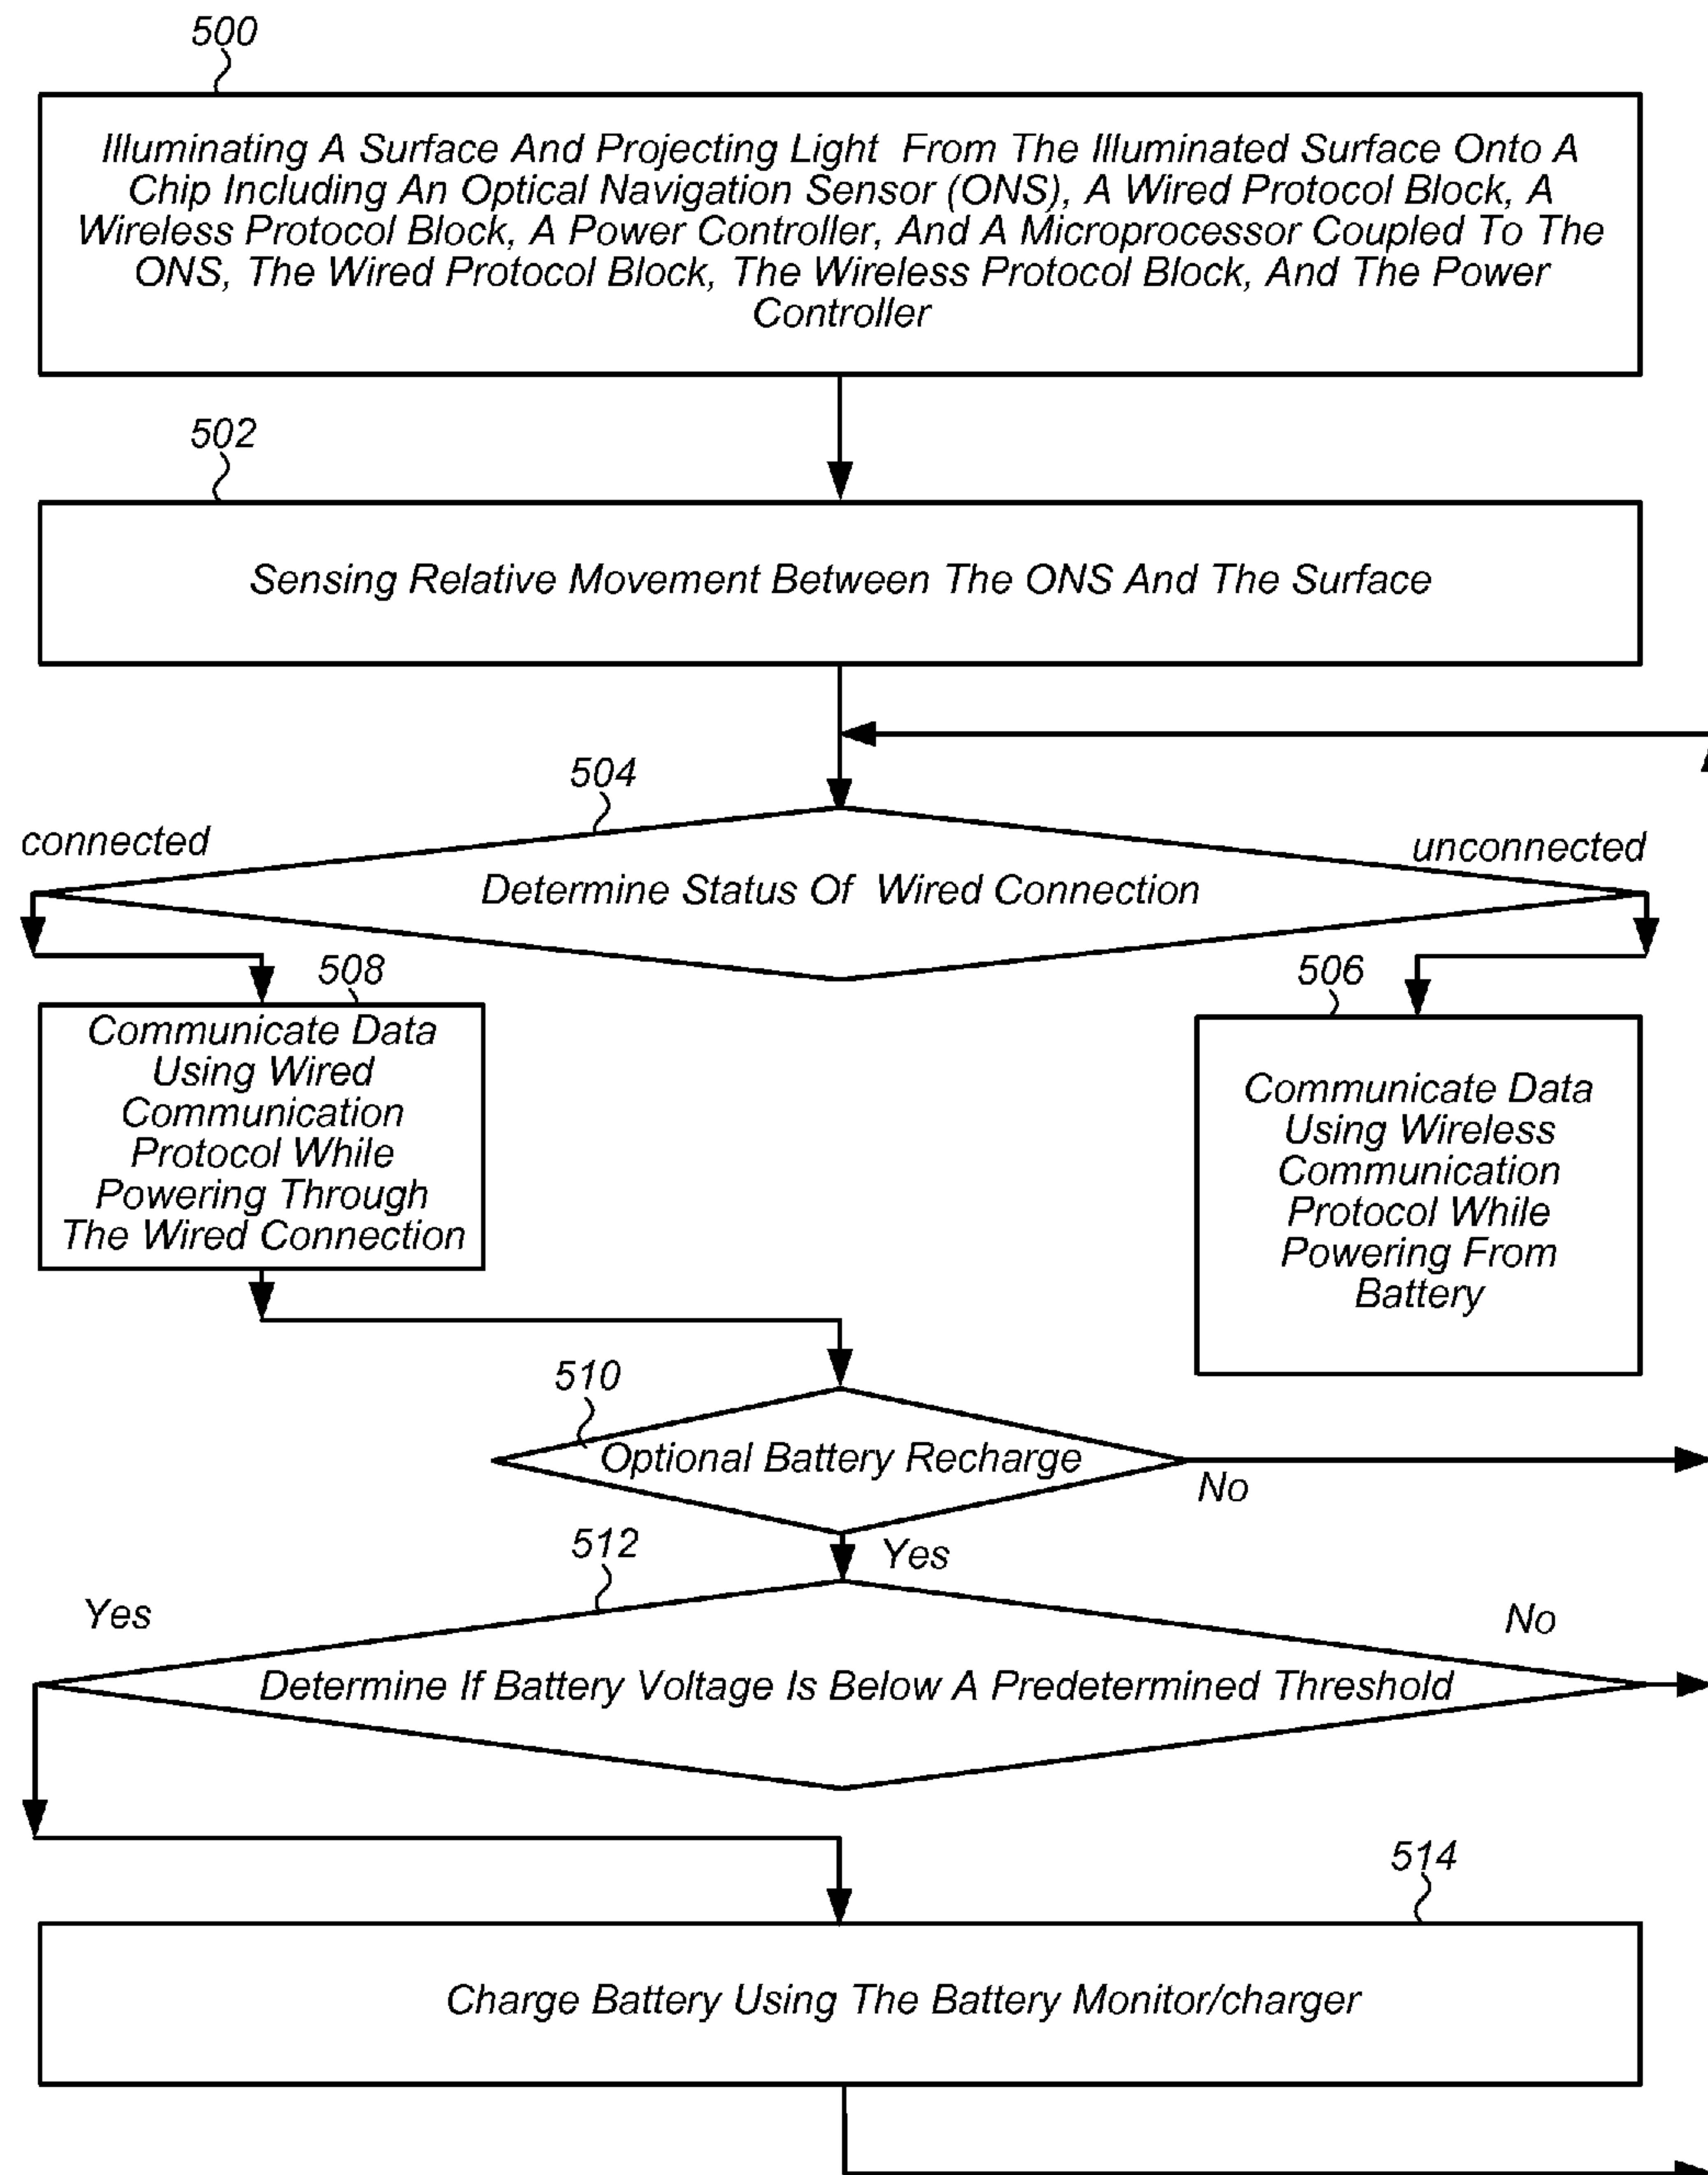 500
Illuminating A Surface And Projecting Light From The Illuminated Surface Onto A
Chip Including An Optical Navigation Sensor (ONS), A Wired Protocol Block, A
Wireless Protocol Block, A Power Controller, And A Microprocessor Coupled To The
ONS, The Wired Protocol Block, The Wireless Protocol Block, And The Power
Controller
502
Sensing Relative Movement Between The ONS And The Surface
504
connected
unconnected
Determine Status Of Wired Connection
508
Communicate Data
Using Wired
Communication
Protocol While
Powering Through
The Wired Connection
506
Communicate Data
Using Wireless
Communication
Protocol While
Powering From
Battery
510
Optional Battery Recharge
No
Yes
512
Yes
No
Determine If Battery Voltage Is Below A Predetermined Threshold
514
Charge Battery Using The Battery Monitor/charger